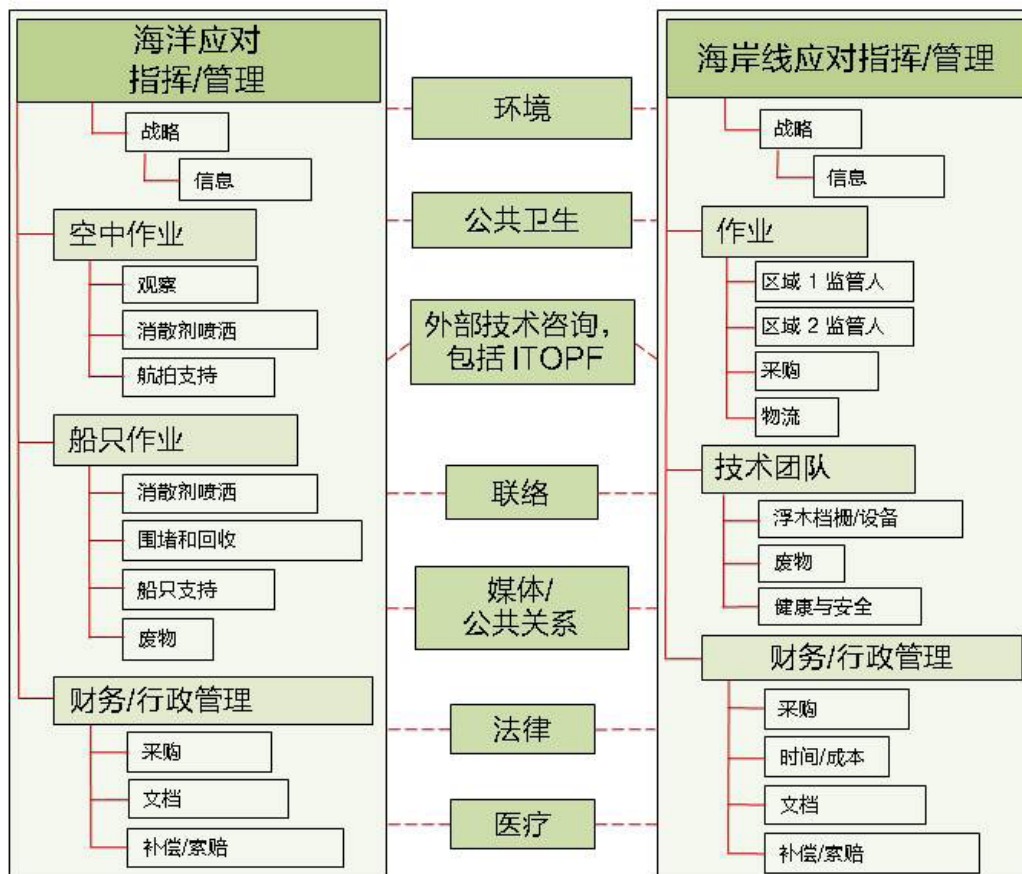 海洋应对
指挥/管理
战略
信息
空中作业
观察
消散剂喷洒
航拍支持
船只作业
消散剂喷洒
围堵和回收
船只支持
废物
财务/行政管理
采购
文档
补偿/索赔
环境
公共卫生
外部技术咨询,
包括 ITOPF
联络
媒体/
公共关系
法律
医疗
海岸线应对指挥/管理
战略
信息
作业
区域 1 监管人
区域 2 监管人
采购
物流
技术团队
浮木档栅/设备
废物
健康与安全
财务/行政管理
采购
时间/成本
文档
补偿/索赔